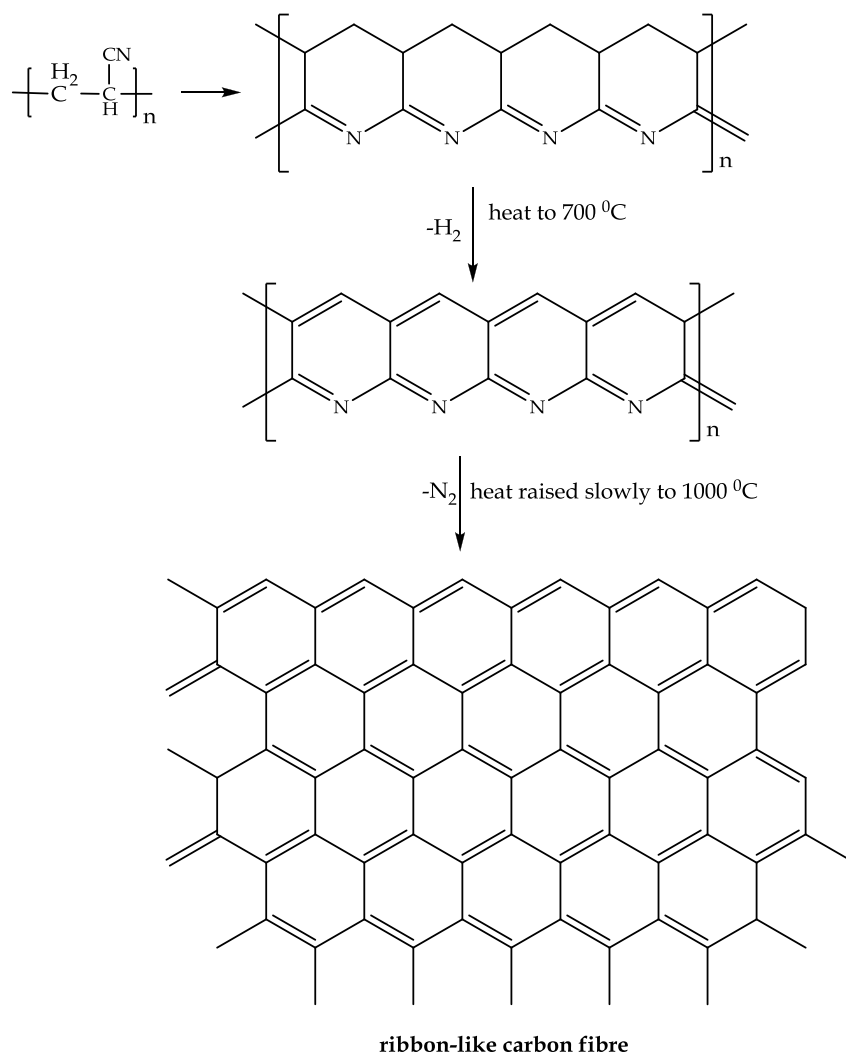 CN
H2
C
C
H
n
N N N N
n
-H2 heat to 700 0C
N N N N
n
-N2 heat raised slowly to 1000 0C
ribbon-like carbon fibre